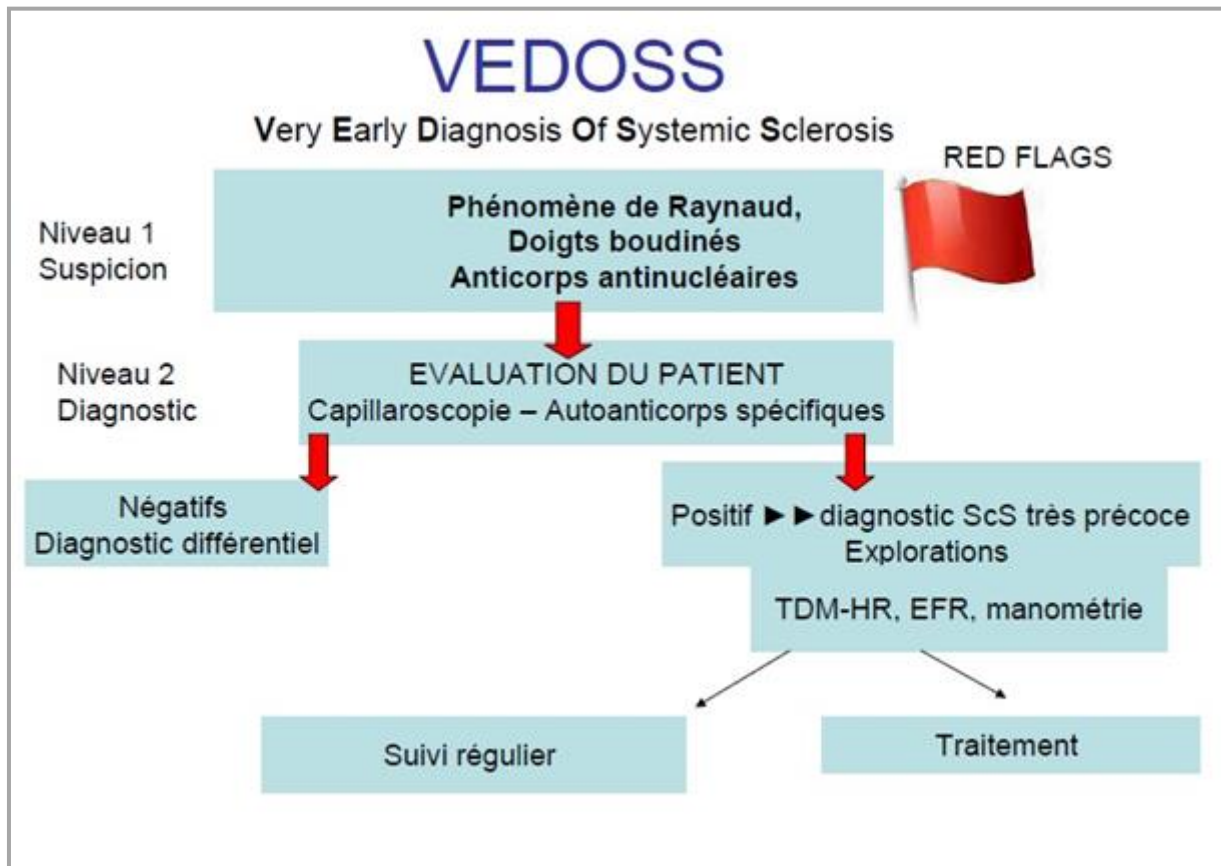 VEDOSS
Very Early Diagnosis Of Systemic Sclerosis
RED FLAGS
Niveau 1
Suspicion
Phénomène de Raynaud,
Doigts boudinés
Anticorps antinucléaires
Niveau 2
Diagnostic
EVALUATION DU PATIENT
Capillaroscopie – Autoanticorps spécifiques
Négatifs
Diagnostic différentiel
Positif ►►diagnostic ScS très précoce
Explorations
TDM-HR, EFR, manométrie
Suivi régulier
Traitement